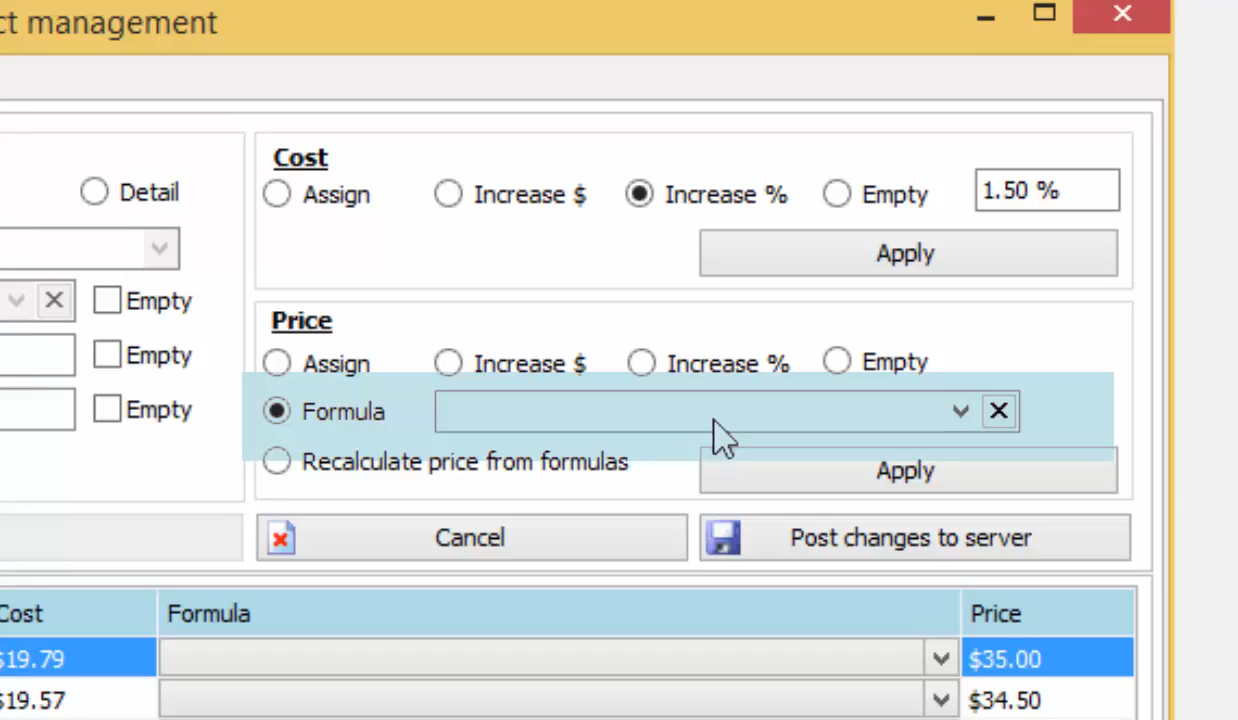 ct management
Cost
Detail
Assign
Increase $
Increase %
Empty
1.50 %
Apply
Empty
Price
Empty
Assign
Increase $
Increase %
Empty
Empty
Formula
Recalculate price from formulas
Apply
Cancel
Post changes to server
Cost
Formula
Price
$19.79
$35.00
$19.57
$34.50